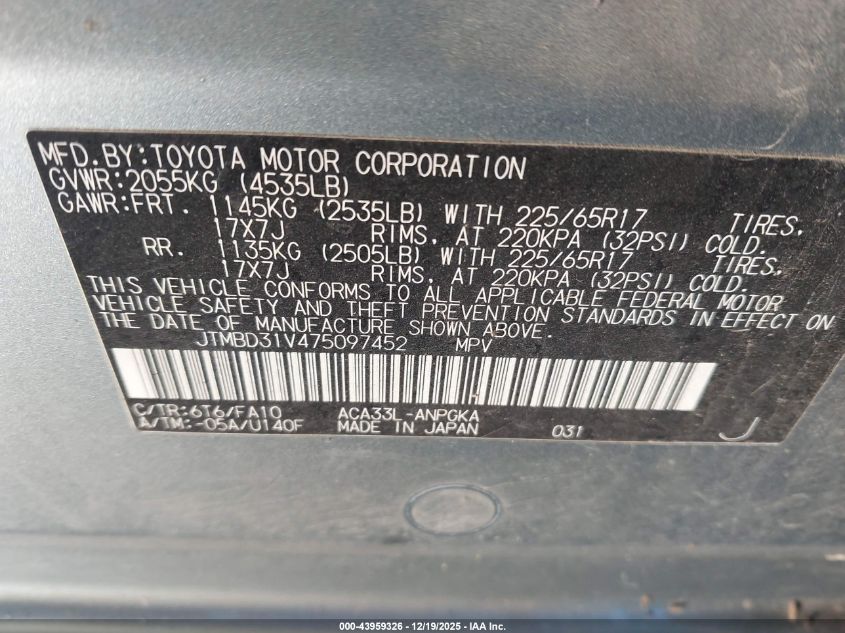 MFD.BY:TOYOTA MOTOR CORPORATION
GVWR:2055KG (4535LB)
GAWR:FRT. 1145KG (2535LB) WITH 225/65R17 TIRES,
17X7J RIMS, AT 220KPA (32PSI) COLD.
RR. 1135KG (2505LB) WITH 225/65R17 TIRES,
17X7J RIMS, AT 220KPA (32PSI) COLD.
THIS VEHICLE CONFORMS TO ALL APPLICABLE FEDERAL MOTOR
VEHICLE SAFETY AND THEFT PREVENTION STANDARDS IN EFFECT ON
THE DATE OF MANUFACTURE SHOWN ABOVE.
JTMBD31V475097452 MPV
C/TR:6T6/FA10 ACA33L-ANPGKA
A/TM:-05A/U140F MADE IN JAPAN 031 J
000-43959326 - 12/19/2025 - IAA Inc.